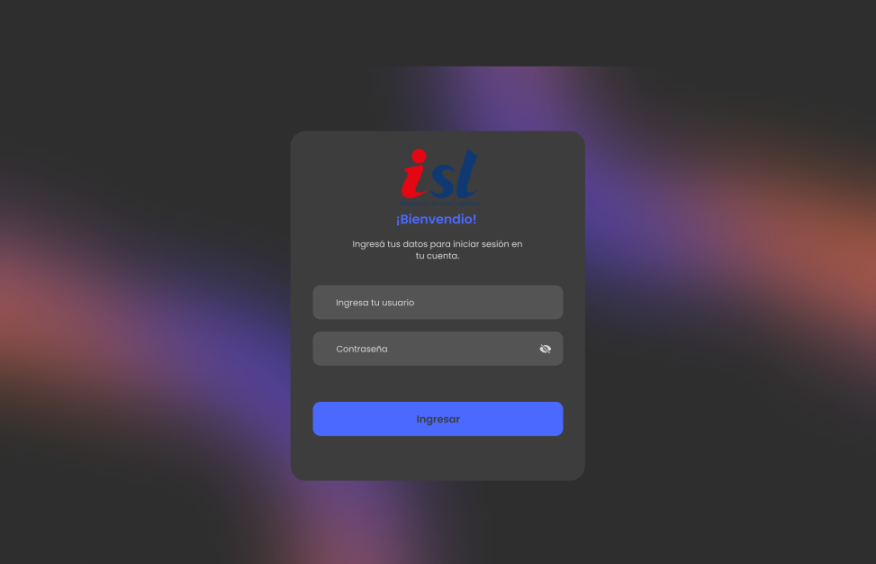 isl
¡Bienvendio!
Ingresá tus datos para iniciar sesión en
tu cuenta.
Ingresa tu usuario
Contraseña
Ingresar